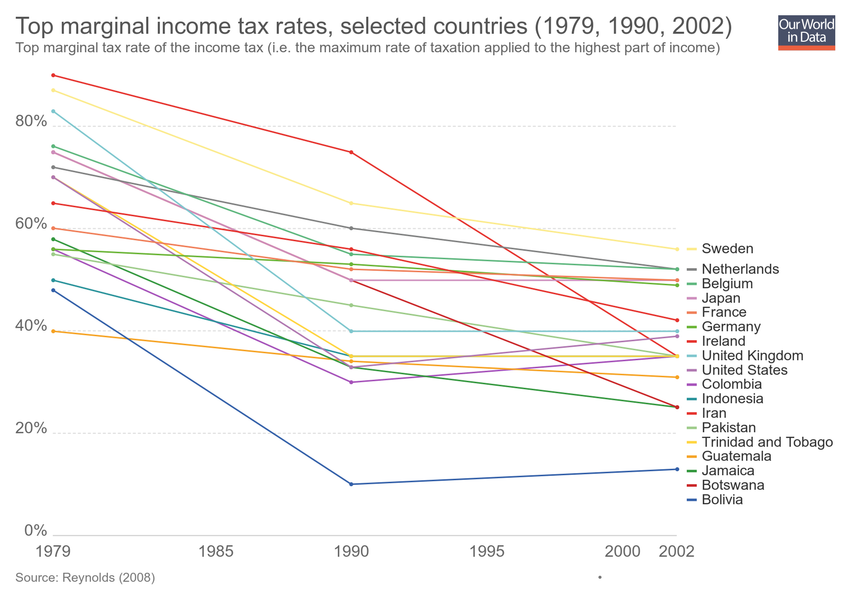 Top marginal income tax rates, selected countries (1979, 1990, 2002)
Top marginal tax rate of the income tax (i.e. the maximum rate of taxation applied to the highest part of income)
Our World
in Data
80%
60%
40%
20%
0%
1979 1985 1990 1995 2000 2002
Sweden
Netherlands
Belgium
Japan
France
Germany
Ireland
United Kingdom
United States
Colombia
Indonesia
Iran
Pakistan
Trinidad and Tobago
Guatemala
Jamaica
Botswana
Bolivia
Source: Reynolds (2008)